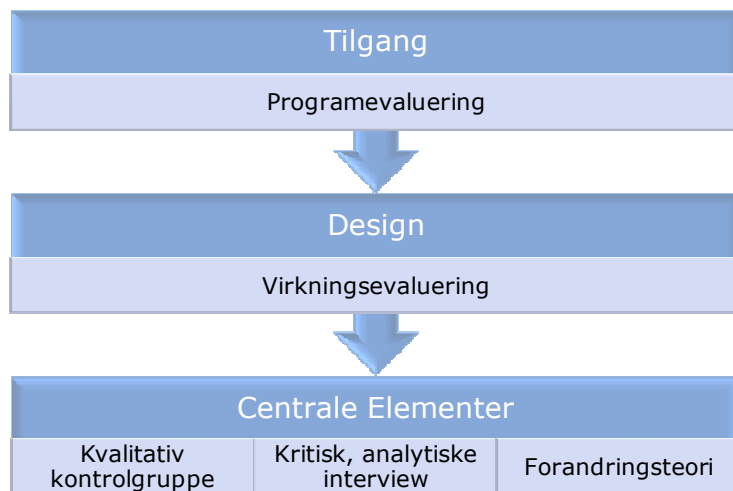 Tilgang
Programevaluering
Design
Virkningsevaluering
Centrale Elementer
Kvalitativ
kontrolgruppe
Kritisk, analytiske
interview
Forandringsteori